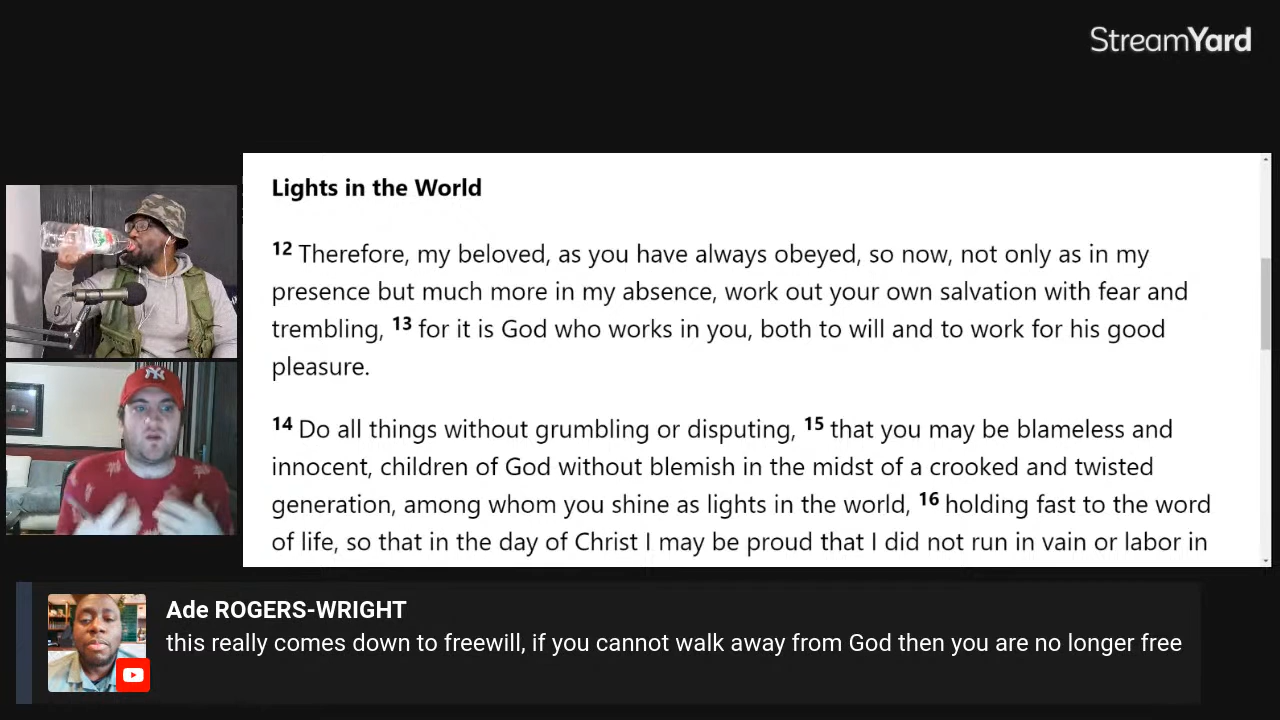 StreamYard
Lights in the World
12 Therefore, my beloved, as you have always obeyed, so now, not only as in my
presence but much more in my absence, work out your own salvation with fear and
trembling, 13 for it is God who works in you, both to will and to work for his good
pleasure.
14 Do all things without grumbling or disputing, 15 that you may be blameless and
innocent, children of God without blemish in the midst of a crooked and twisted
generation, among whom you shine as lights in the world, 16 holding fast to the word
of life, so that in the day of Christ I may be proud that I did not run in vain or labor in
Ade ROGERS-WRIGHT
this really comes down to freewill, if you cannot walk away from God then you are no longer free